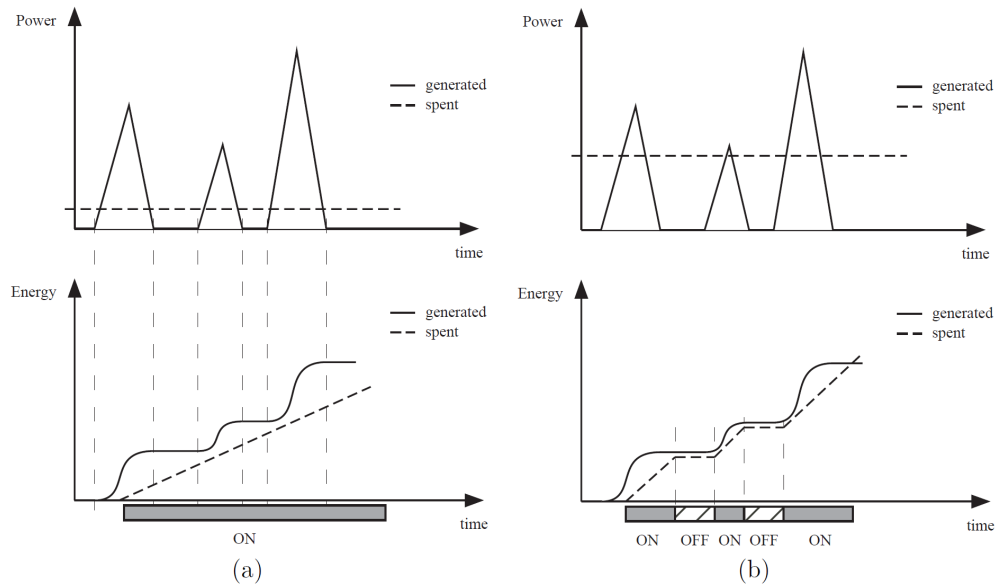 Power
generated
spent
time
Energy
generated
spent
time
ON
(a)
Power
generated
spent
time
Energy
generated
spent
time
ON OFF ON OFF ON
(b)